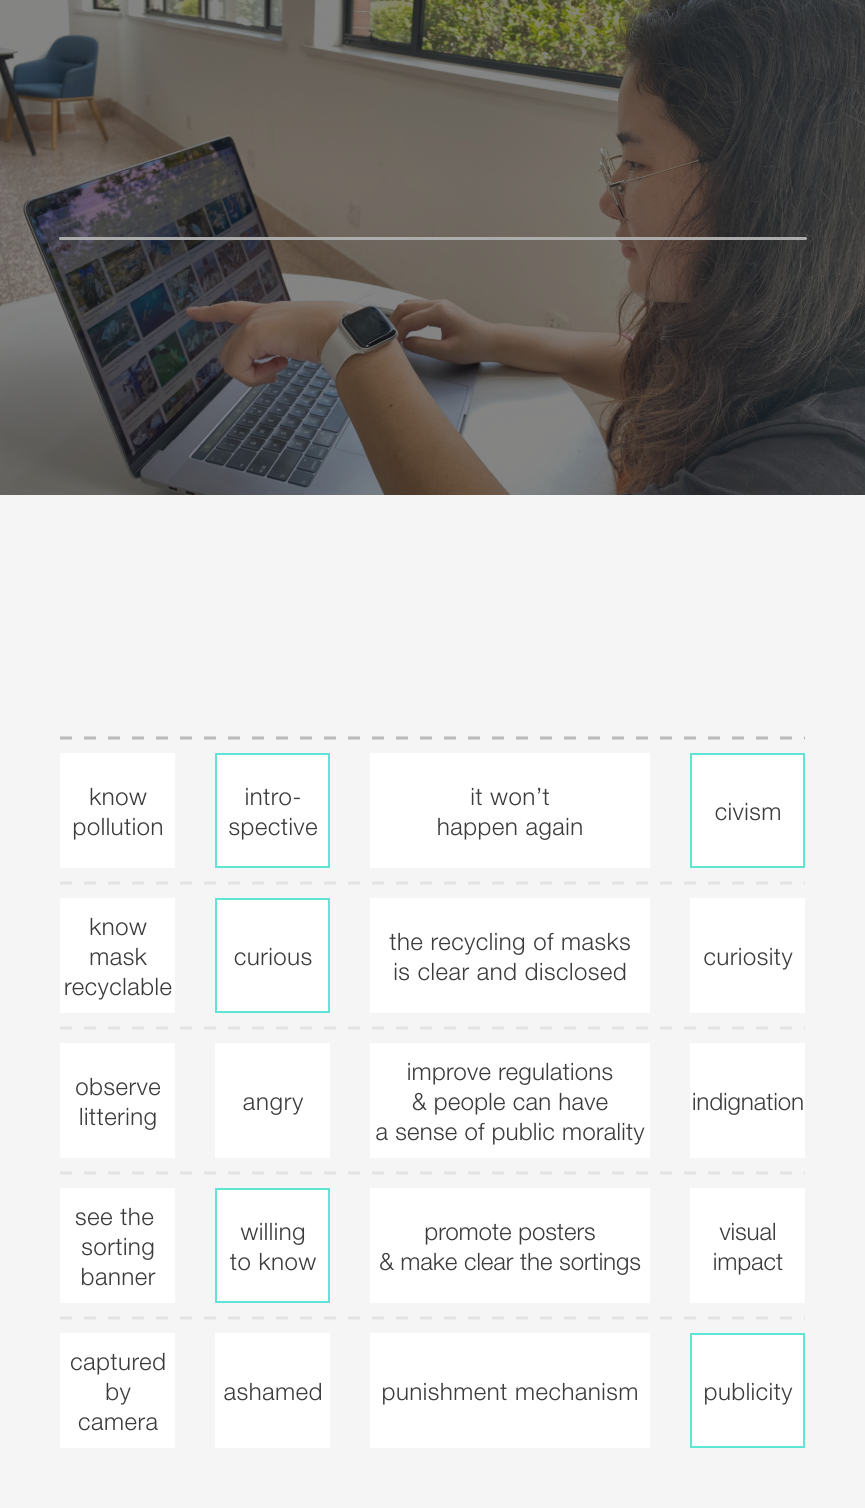 know
pollution
intro-
spective
it won’t
happen again
civism
know
mask
recyclable
curious
the recycling of masks
is clear and disclosed
curiosity
observe
littering
angry
improve regulations
& people can have
a sense of public morality
indignation
see the
sorting
banner
willing
to know
promote posters
& make clear the sortings
visual
impact
captured
by
camera
ashamed
punishment mechanism
publicity